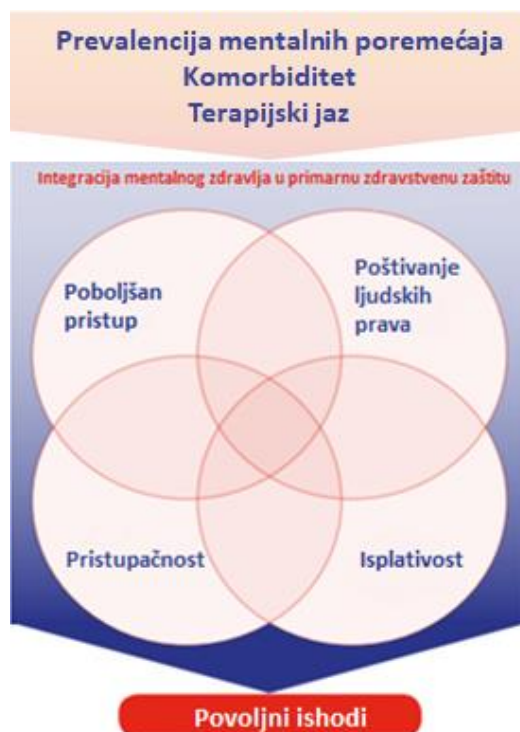 Prevalencija mentalnih poremećaja
Komorbiditet
Terapijski jaz
Integracija mentalnog zdravlja u primarnu zdravstvenu zaštitu
Poboljšan
pristup
Poštivanje
ljudskih
prava
Pristupačnost
Isplativost
Povoljni ishodi